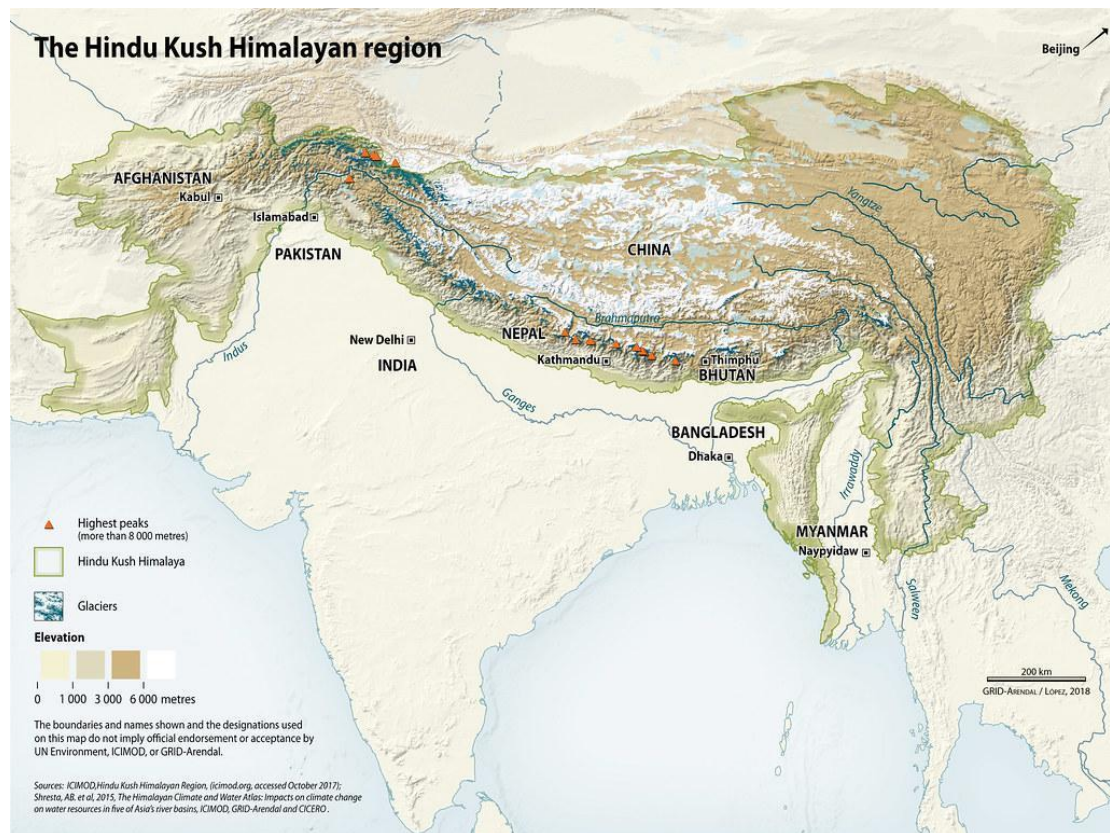 The Hindu Kush Himalayan region
Beijing
AFGHANISTAN
Kabul
Islamabad
PAKISTAN
CHINA
Yangtze
Brahmaputra
NEPAL
New Delhi
Kathmandu
Thimphu
BHUTAN
INDIA
Indus
Ganges
BANGLADESH
Dhaka
Irrawaddy
MYANMAR
Naypyidaw
Salween
Mekong
Highest peaks
(more than 8 000 metres)
Hindu Kush Himalaya
Glaciers
Elevation
0 1 000 3 000 6 000 metres
200 km
GRID-ARENDAL / LÓPEZ, 2018
The boundaries and names shown and the designations used
on this map do not imply official endorsement or acceptance by
UN Environment, ICIMOD, or GRID-Arendal.
Sources: ICIMOD,Hindu Kush Himalayan Region, (icimod.org, accessed October 2017);
Shresta, AB. et al, 2015, The Himalayan Climate and Water Atlas: Impacts on climate change
on water resources in five of Asia's river basins, ICIMOD, GRID-Arendal and CICERO .